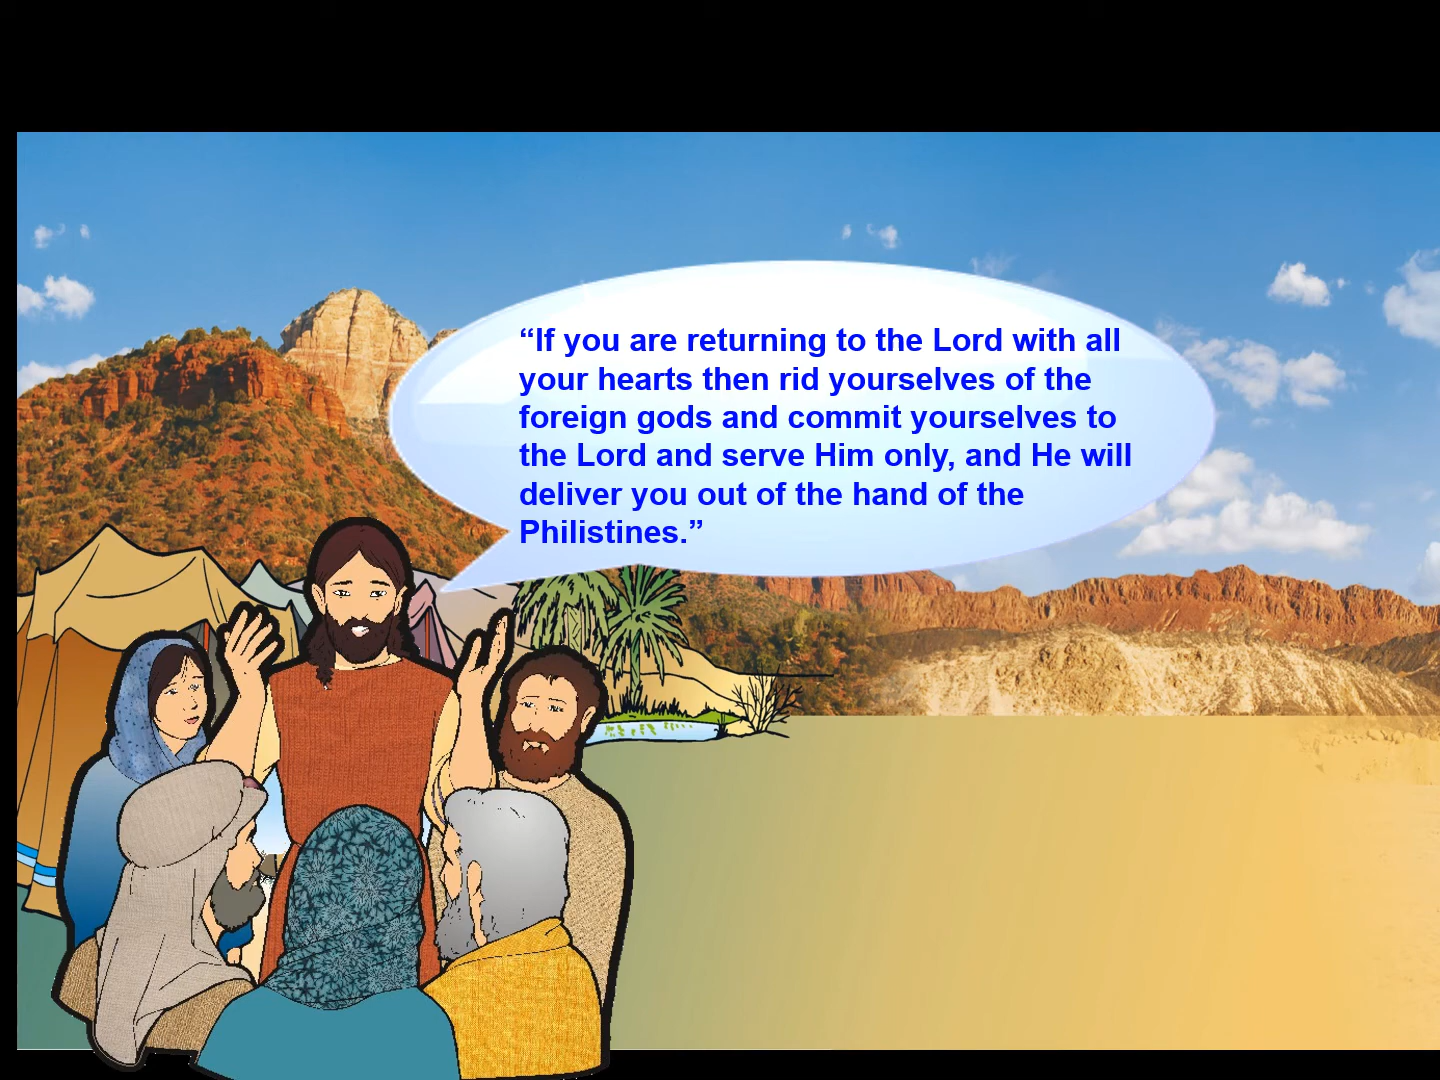 “If you are returning to the Lord with all
your hearts then rid yourselves of the
foreign gods and commit yourselves to
the Lord and serve Him only, and He will
deliver you out of the hand of the
Philistines.”